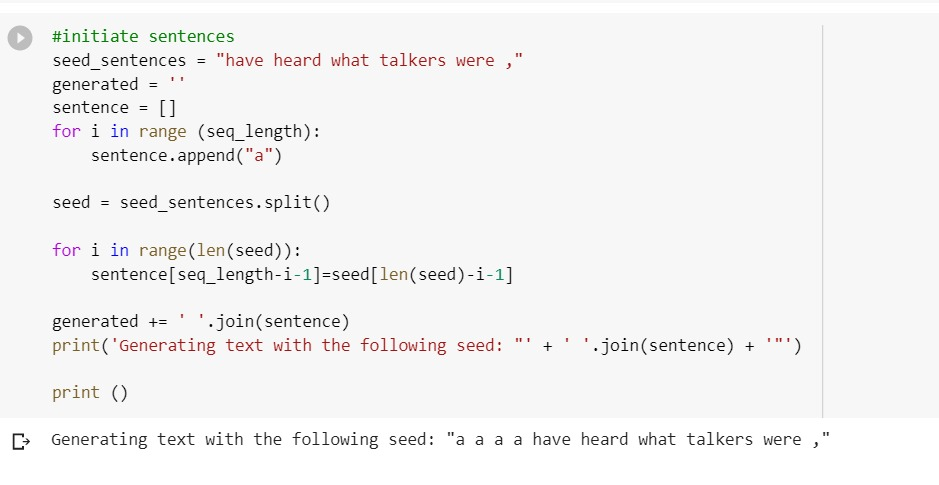 #initiate sentences
seed_sentences = "have heard what talkers were ,"
generated = ''
sentence = []
for i in range (seq_length):
    sentence.append("a")

seed = seed_sentences.split()

for i in range(len(seed)):
    sentence[seq_length-i-1]=seed[len(seed)-i-1]

generated += ' '.join(sentence)
print('Generating text with the following seed: "' + ' '.join(sentence) + '"')

print ()
Generating text with the following seed: "a a a a have heard what talkers were ,"